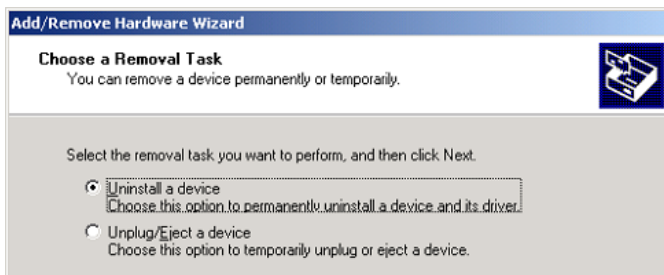 Add/Remove Hardware Wizard
Choose a Removal Task
You can remove a device permanently or temporarily.
Select the removal task you want to perform, and then click Next.
Uninstall a device
Choose this option to permanently uninstall a device and its driver.
Unplug/Eject a device
Choose this option to temporarily unplug or eject a device.